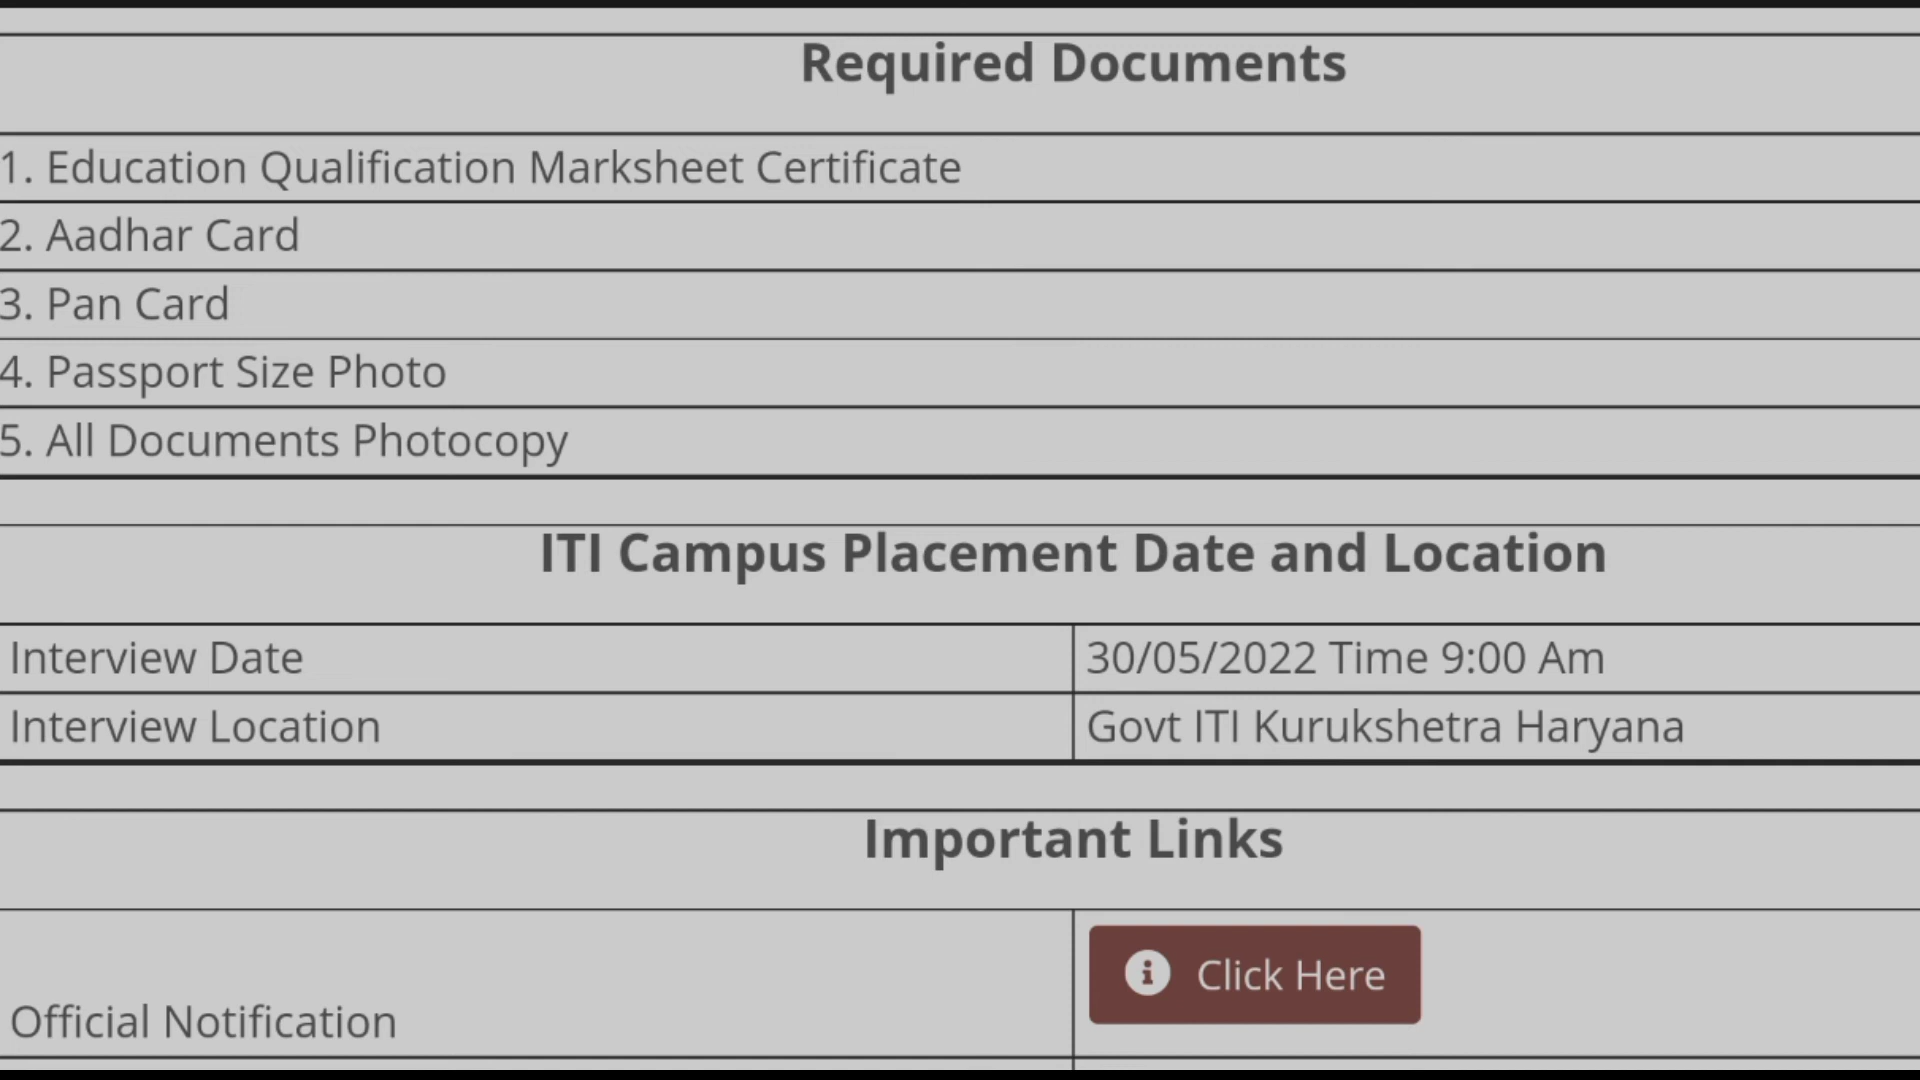 Required Documents
1. Education Qualification Marksheet Certificate
2. Aadhar Card
3. Pan Card
4. Passport Size Photo
5. All Documents Photocopy
ITI Campus Placement Date and Location
Interview Date 30/05/2022 Time 9:00 Am
Interview Location Govt ITI Kurukshetra Haryana
Important Links
Official Notification Click Here